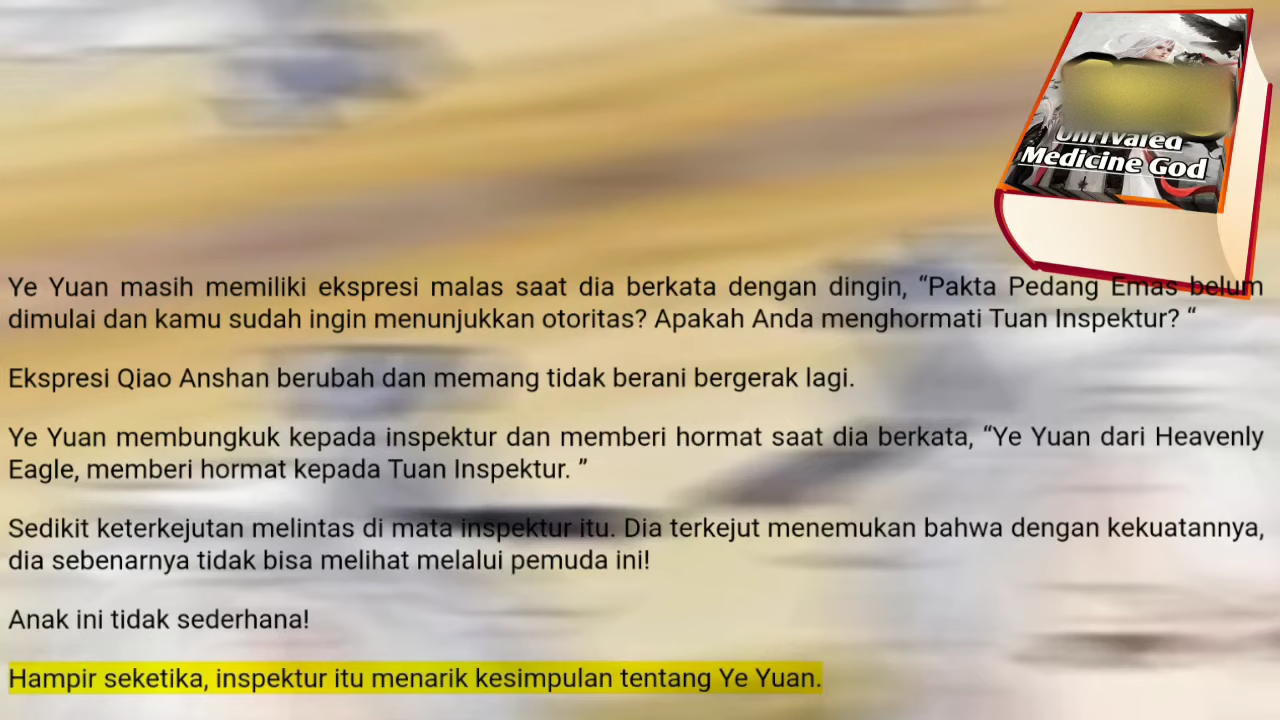 Unrivaled
Medicine God
Ye Yuan masih memiliki ekspresi malas saat dia berkata dengan dingin, “Pakta Pedang Emas belum
dimulai dan kamu sudah ingin menunjukkan otoritas? Apakah Anda menghormati Tuan Inspektur? “
Ekspresi Qiao Anshan berubah dan memang tidak berani bergerak lagi.
Ye Yuan membungkuk kepada inspektur dan memberi hormat saat dia berkata, “Ye Yuan dari Heavenly
Eagle, memberi hormat kepada Tuan Inspektur. ”
Sedikit keterkejutan melintas di mata inspektur itu. Dia terkejut menemukan bahwa dengan kekuatannya,
dia sebenarnya tidak bisa melihat melalui pemuda ini!
Anak ini tidak sederhana!
Hampir seketika, inspektur itu menarik kesimpulan tentang Ye Yuan.